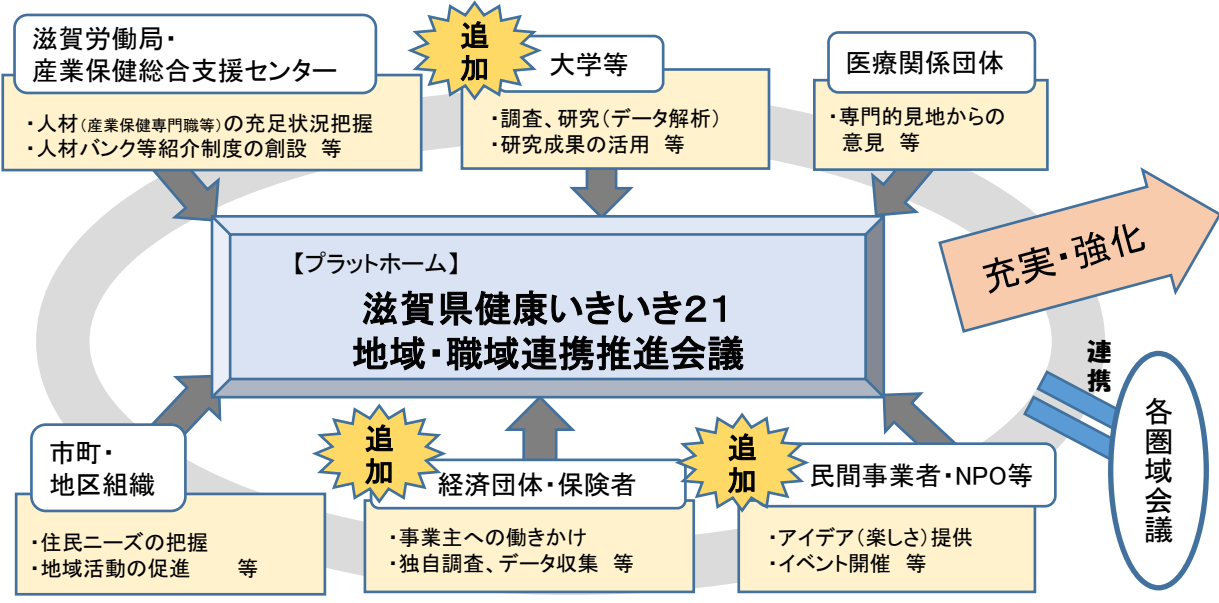 滋賀労働局・
産業保健総合支援センター
・人材(産業保健専門職等)の充足状況把握
・人材バンク等紹介制度の創設　等
追
加
大学等
・調査、研究(データ解析)
・研究成果の活用　等
医療関係団体
・専門的見地からの
意見　等
充実・強化
【プラットホーム】
滋賀県健康いきいき21
地域・職域連携推進会議
連携
各圏域会議
市町・
地区組織
・住民ニーズの把握
・地域活動の促進　　等
追
加
経済団体・保険者
・事業主への働きかけ
・独自調査、データ収集　等
追
加
民間事業者・NPO等
・アイデア(楽しさ)提供
・イベント開催　等